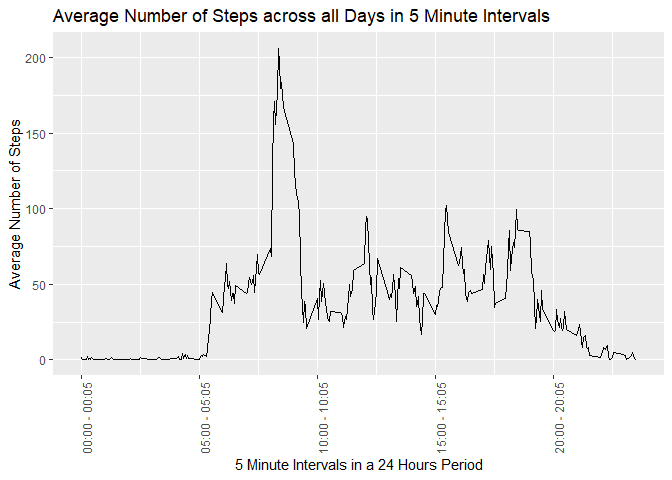 Average Number of Steps across all Days in 5 Minute Intervals
Average Number of Steps
200
150
100
50
0
00:00 - 00:05
05:00 - 05:05
10:00 - 10:05
15:00 - 15:05
20:00 - 20:05
5 Minute Intervals in a 24 Hours Period